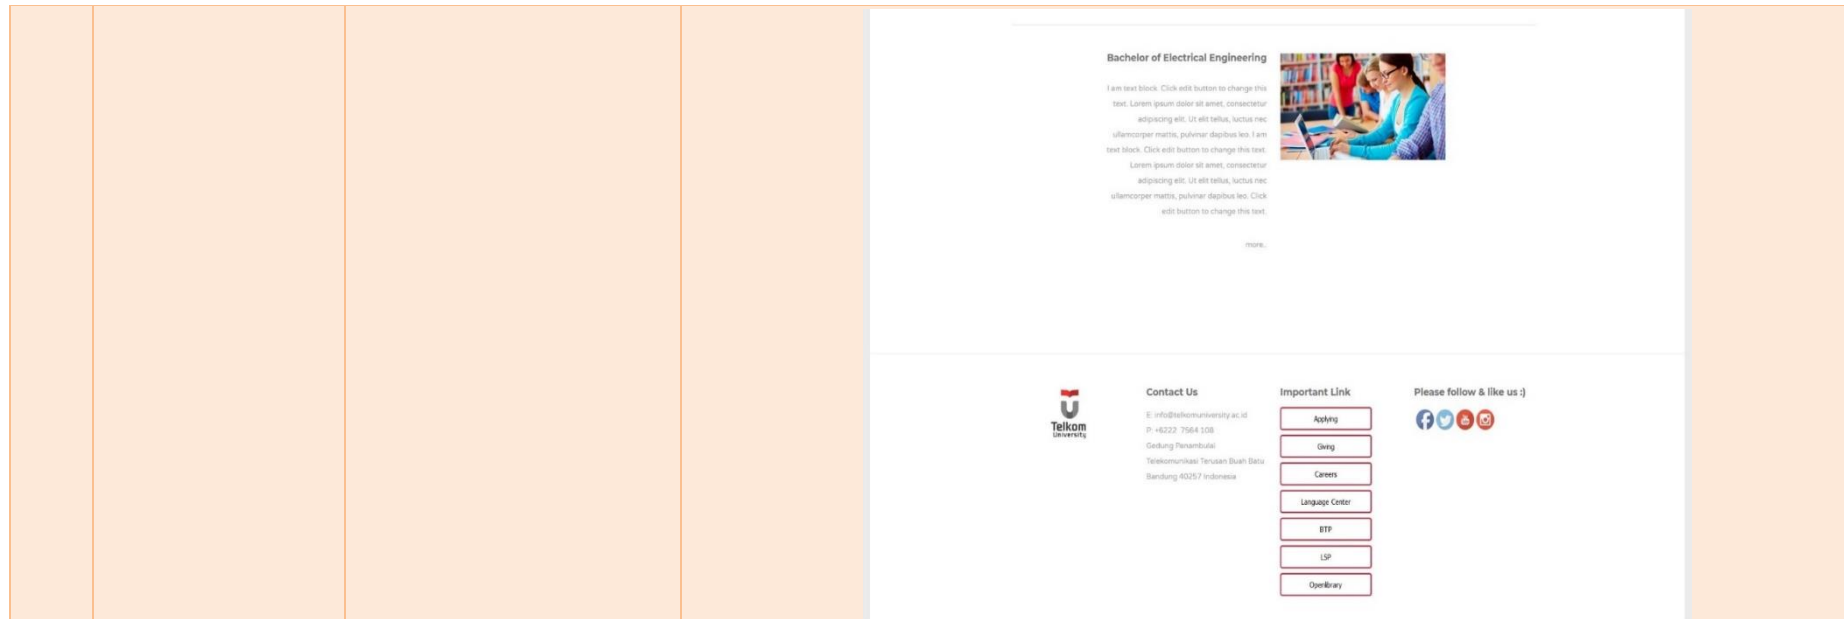 Bachelor of Electrical Engineering
I am text block. Click edit button to change this
text. Lorem ipsum dolor sit amet, consectetur
adipiscing elit. Ut elit tellus, luctus nec
ullamcorper mattis, pulvinar dapibus leo. I am
text block. Click edit button to change this text.
Lorem ipsum dolor sit amet, consectetur
adipiscing elit. Ut elit tellus, luctus nec
ullamcorper mattis, pulvinar dapibus leo. Click
edit button to change this text.
more..
Telkom
University
Contact Us
E: info@telkomuniversity.ac.id
P: +6222 7564 108
Gedung Penambulai
Telekomunikasi Terusan Buah Batu
Bandung 40257 Indonesia
Important Link
Applying
Giving
Careers
Language Center
BTP
LSP
Openlibrary
Please follow & like us :)